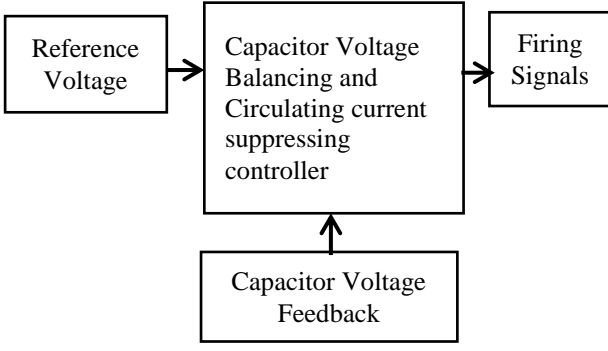 Reference
Voltage
Capacitor Voltage
Balancing and
Circulating current
suppressing
controller
Firing
Signals
Capacitor Voltage
Feedback